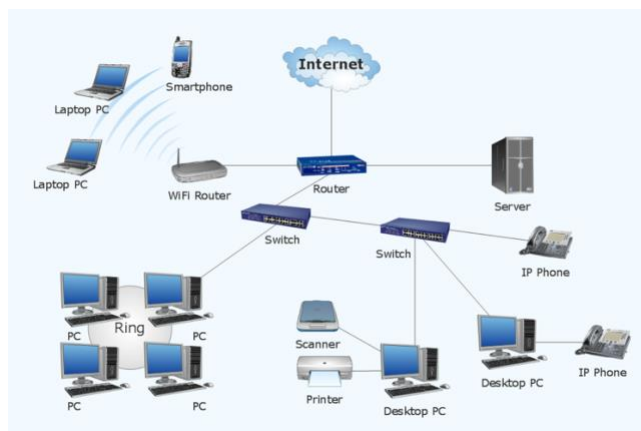 Internet
Smartphone
Laptop PC
Laptop PC
WiFi Router
Router
Server
Switch
Switch
IP Phone
Ring
PC
PC
PC
PC
Scanner
Printer
Desktop PC
Desktop PC
IP Phone